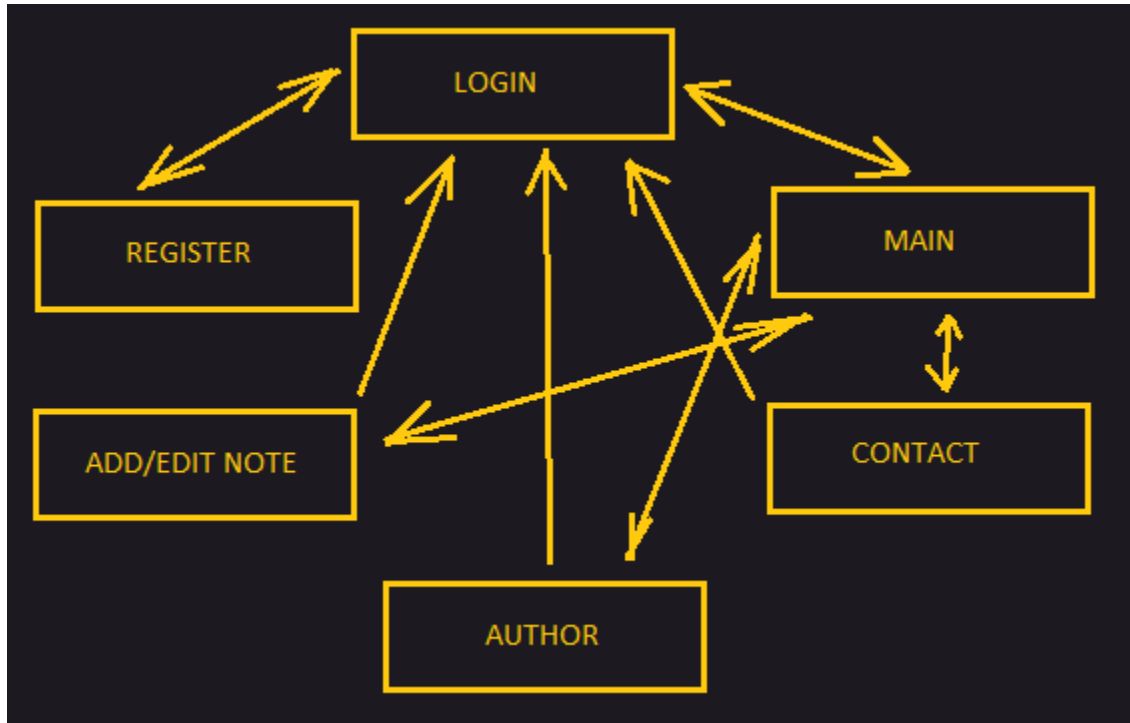 LOGIN
REGISTER
MAIN
ADD/EDIT NOTE
CONTACT
AUTHOR